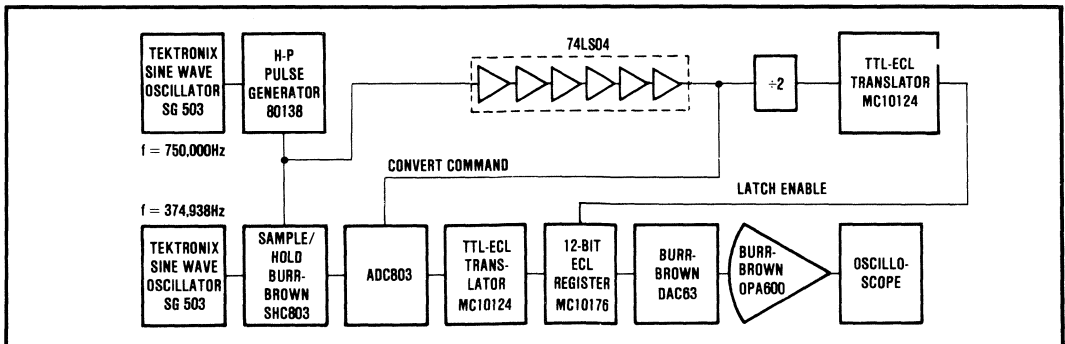 TEKTRONIX
SINE WAVE
OSCILLATOR
SG 503
H-P
PULSE
GENERATOR
80138
74LS04
÷2
TTL-ECL
TRANSLATOR
MC10124
f = 750,000Hz
CONVERT COMMAND
LATCH ENABLE
f = 374,938Hz
TEKTRONIX
SINE WAVE
OSCILLATOR
SG 503
SAMPLE/
HOLD
BURR-
BROWN
SHC803
ADC803
TTL-ECL
TRANS-
LATOR
MC10124
12-BIT
ECL
REGISTER
MC10176
BURR-
BROWN
DAC63
BURR-
BROWN
OPA600
OSCILLO-
SCOPE